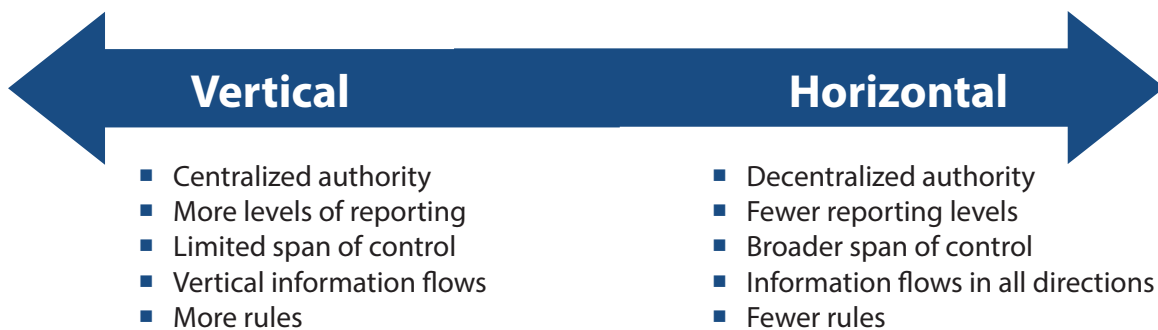 Vertical
Horizontal
▪ Centralized authority
▪ More levels of reporting
▪ Limited span of control
▪ Vertical information flows
▪ More rules
▪ Decentralized authority
▪ Fewer reporting levels
▪ Broader span of control
▪ Information flows in all directions
▪ Fewer rules